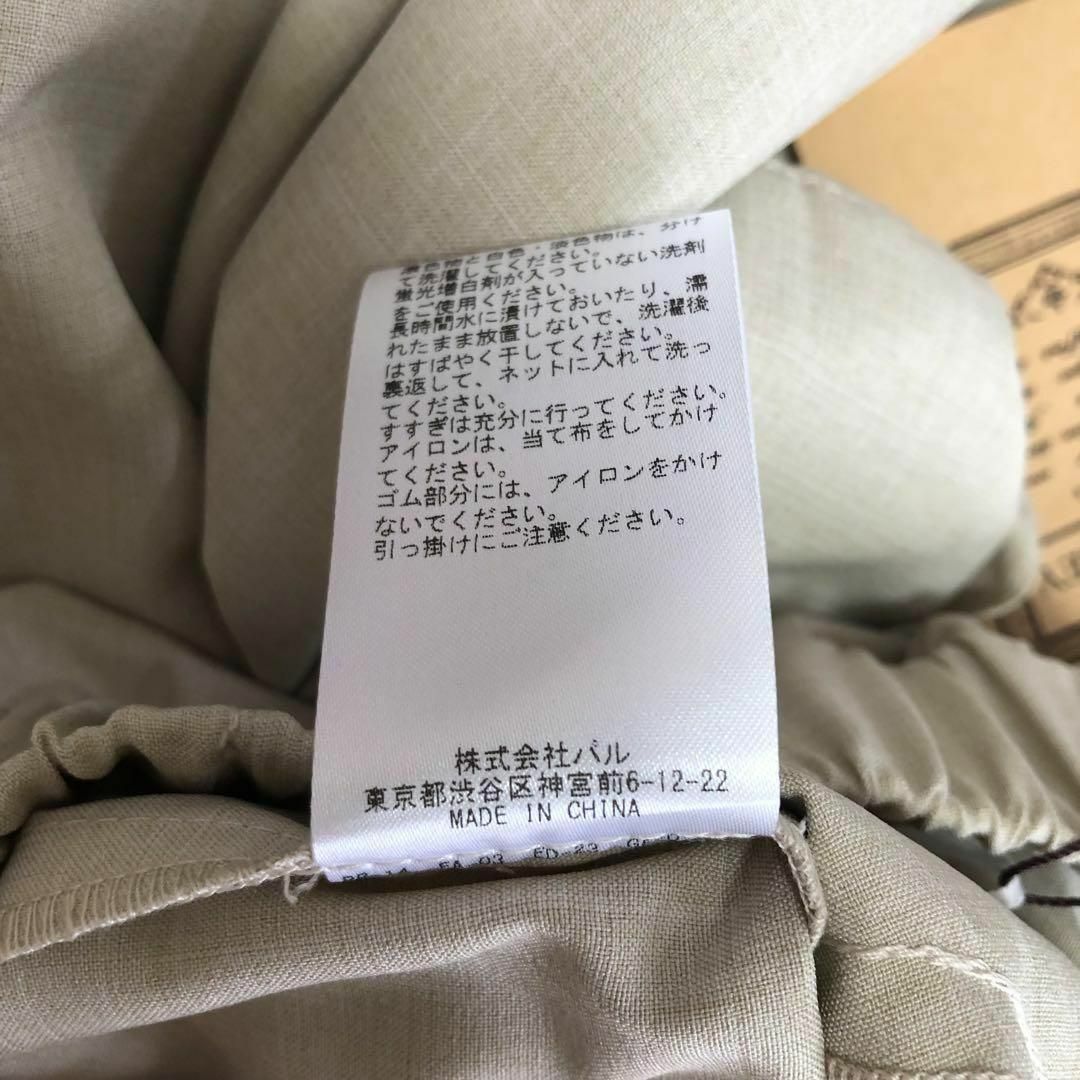 濃色物と白色・淡色物は、分け
て洗濯してください。
蛍光増白剤が入っていない洗剤
をご使用ください。
長時間水に漬けておいたり、濡
れたまま放置しないで、洗濯後
はすばやく干してください。
裏返して、ネットに入れて洗っ
てください。
すすぎは充分に行ってください。
アイロンは、当て布をしてかけ
てください。
ゴム部分には、アイロンをかけ
ないでください。
引っ掛けにご注意ください。
株式会社パル
東京都渋谷区神宮前6-12-22
MADE IN CHINA